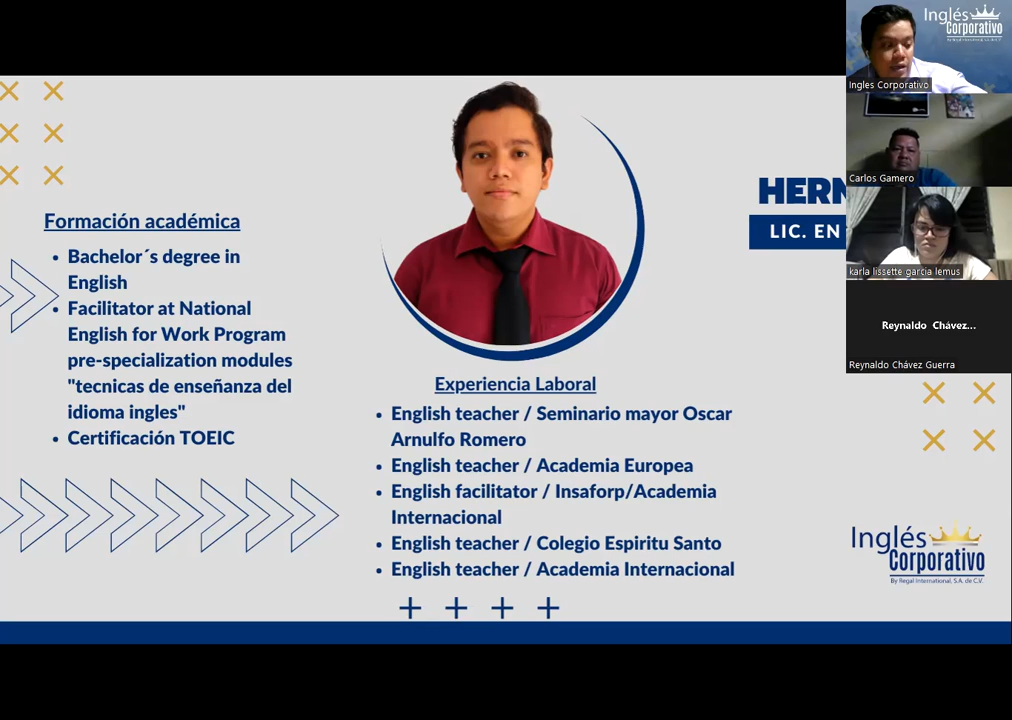 Formación académica
Bachelor´s degree in
English
Facilitator at National
English for Work Program
pre-specialization modules
"tecnicas de enseñanza del
idioma ingles"
Certificación TOEIC
Experiencia Laboral
English teacher / Seminario mayor Oscar
Arnulfo Romero
English teacher / Academia Europea
English facilitator / Insaforp/Academia
Internacional
English teacher / Colegio Espiritu Santo
English teacher / Academia Internacional
LIC. EN
Inglés
Corporativo
By Regal International, S.A. de C.V.
Inglés
Corporativo
Ingles Corporativo
Carlos Gamero
karla lissette garcia lemus
Reynaldo Chávez...
Reynaldo Chávez Guerra